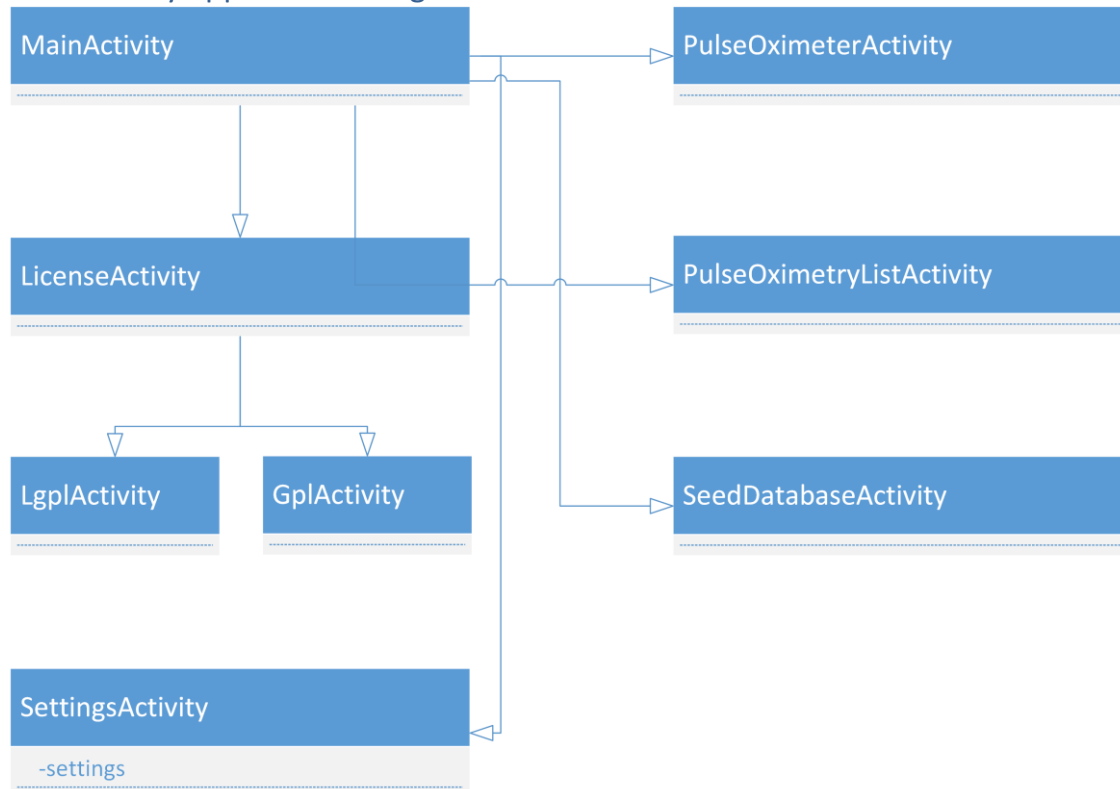 MainActivity
PulseOximeterActivity
LicenseActivity
PulseOximetryListActivity
LgplActivity
GplActivity
SeedDatabaseActivity
SettingsActivity
-settings